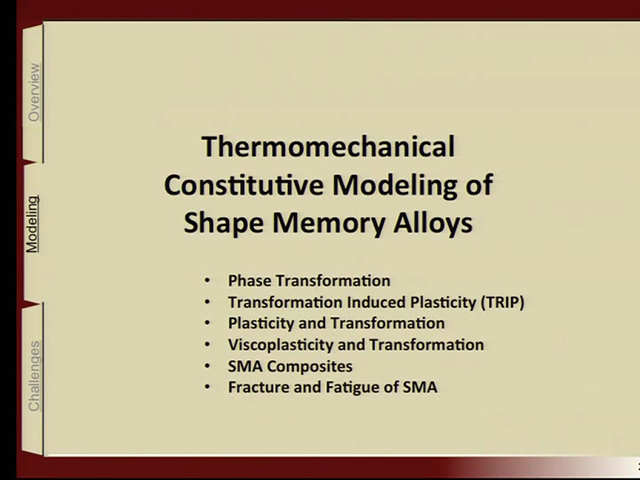 Overview
Modeling
Challenges
Thermomechanical
Constitutive Modeling of
Shape Memory Alloys
• Phase Transformation
• Transformation Induced Plasticity (TRIP)
• Plasticity and Transformation
• Viscoplasticity and Transformation
• SMA Composites
• Fracture and Fatigue of SMA